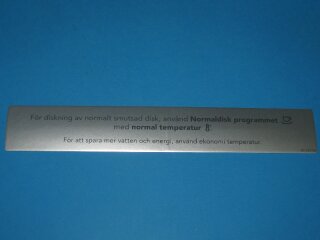 För diskning av normalt smutsad disk, använd Normaldisk programmet
med normal temperatur
För att spara mer vatten och energi, använd ekonomi temperatur.